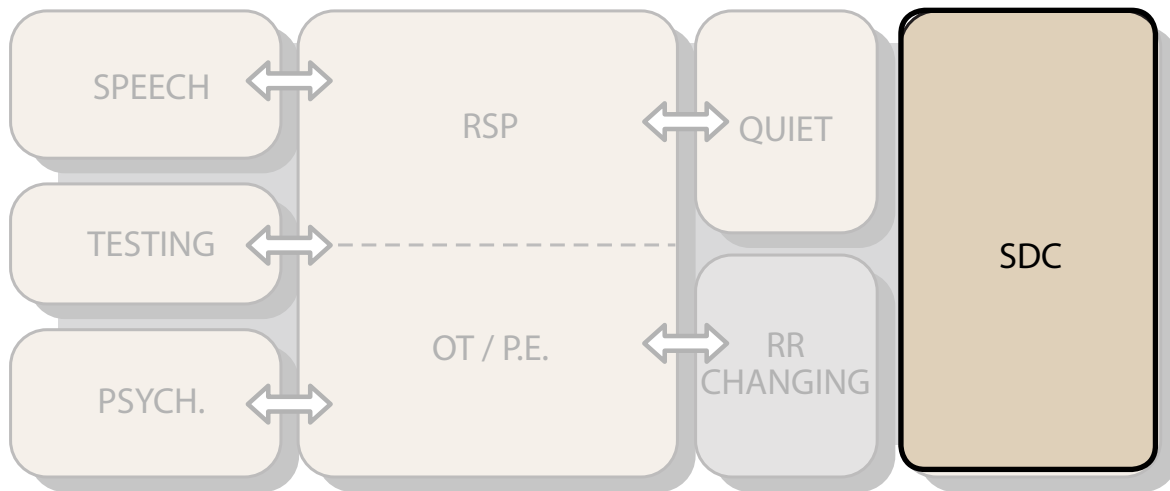 SPEECH
RSP
QUIET
TESTING
SDC
OT / P.E.
RR
CHANGING
PSYCH.